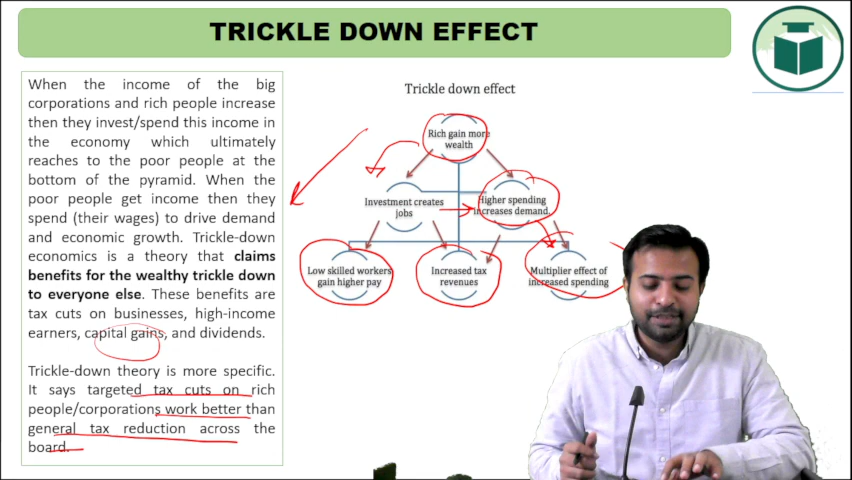 TRICKLE DOWN EFFECT
When the income of the big
corporations and rich people increase
then they invest/spend this income in
the economy which ultimately
reaches to the poor people at the
bottom of the pyramid. When the
poor people get income then they
spend (their wages) to drive demand
and economic growth. Trickle-down
economics is a theory that claims
benefits for the wealthy trickle down
to everyone else. These benefits are
tax cuts on businesses, high-income
earners, capital gains, and dividends.
Trickle-down theory is more specific.
It says targeted tax cuts on rich
people/corporations work better than
general tax reduction across the
board.
Trickle down effect
Rich gain more
wealth
Investment creates
jobs
Higher spending
increases demand.
Low skilled workers
gain higher pay
Increased tax
revenues
Multiplier effect of
increased spending